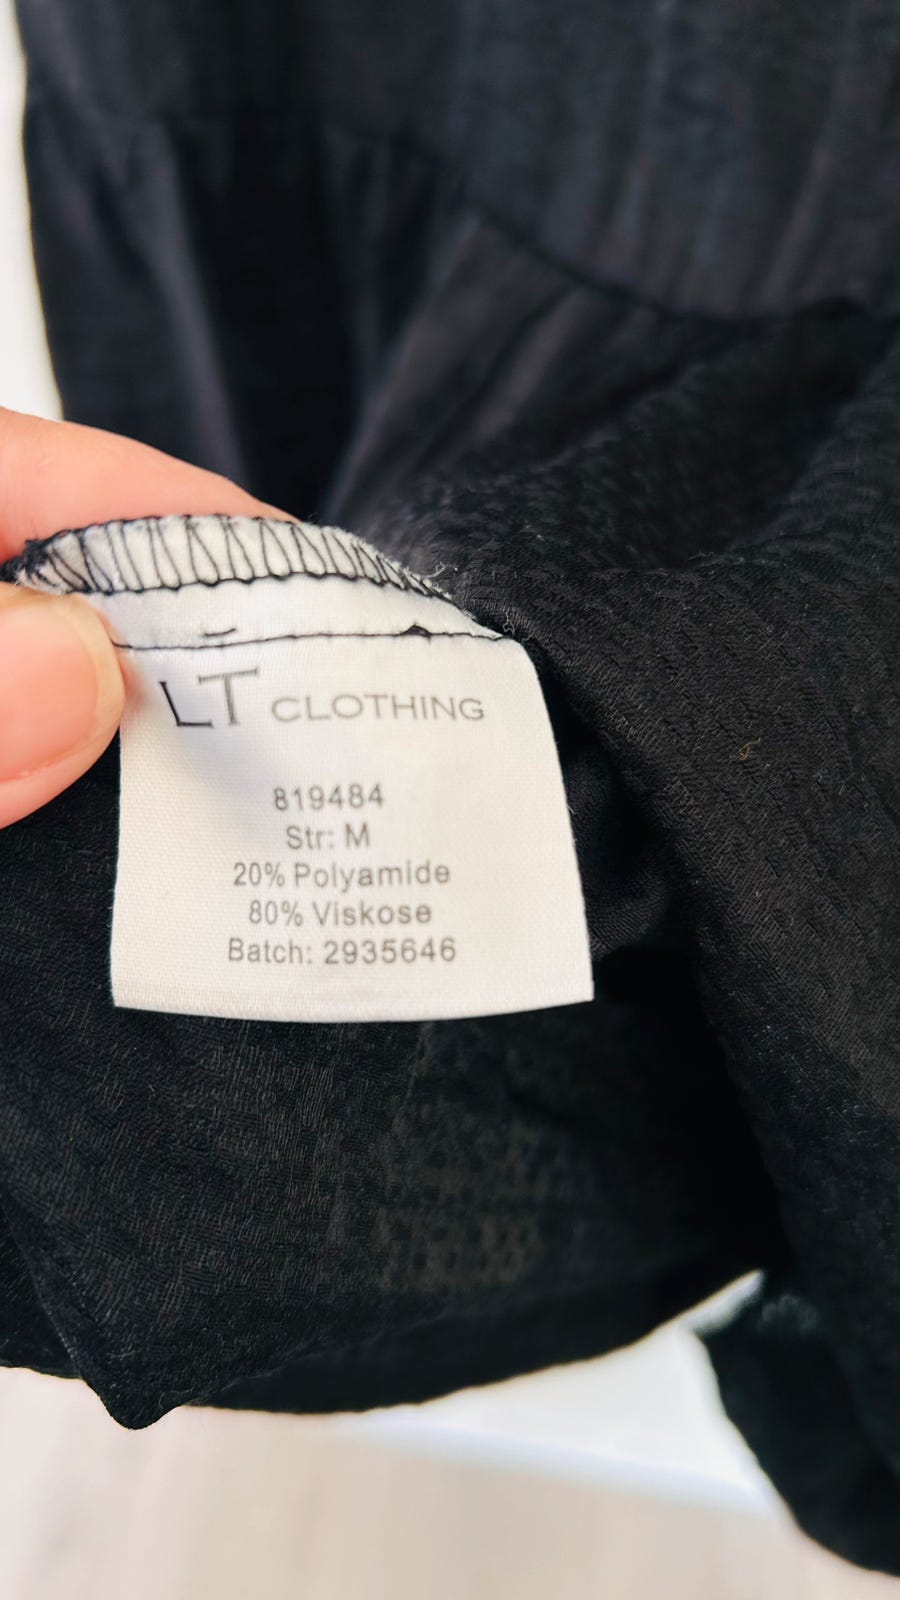 LT CLOTHING
819484
Str: M
20% Polyamide
80% Viskose
Batch: 2935646